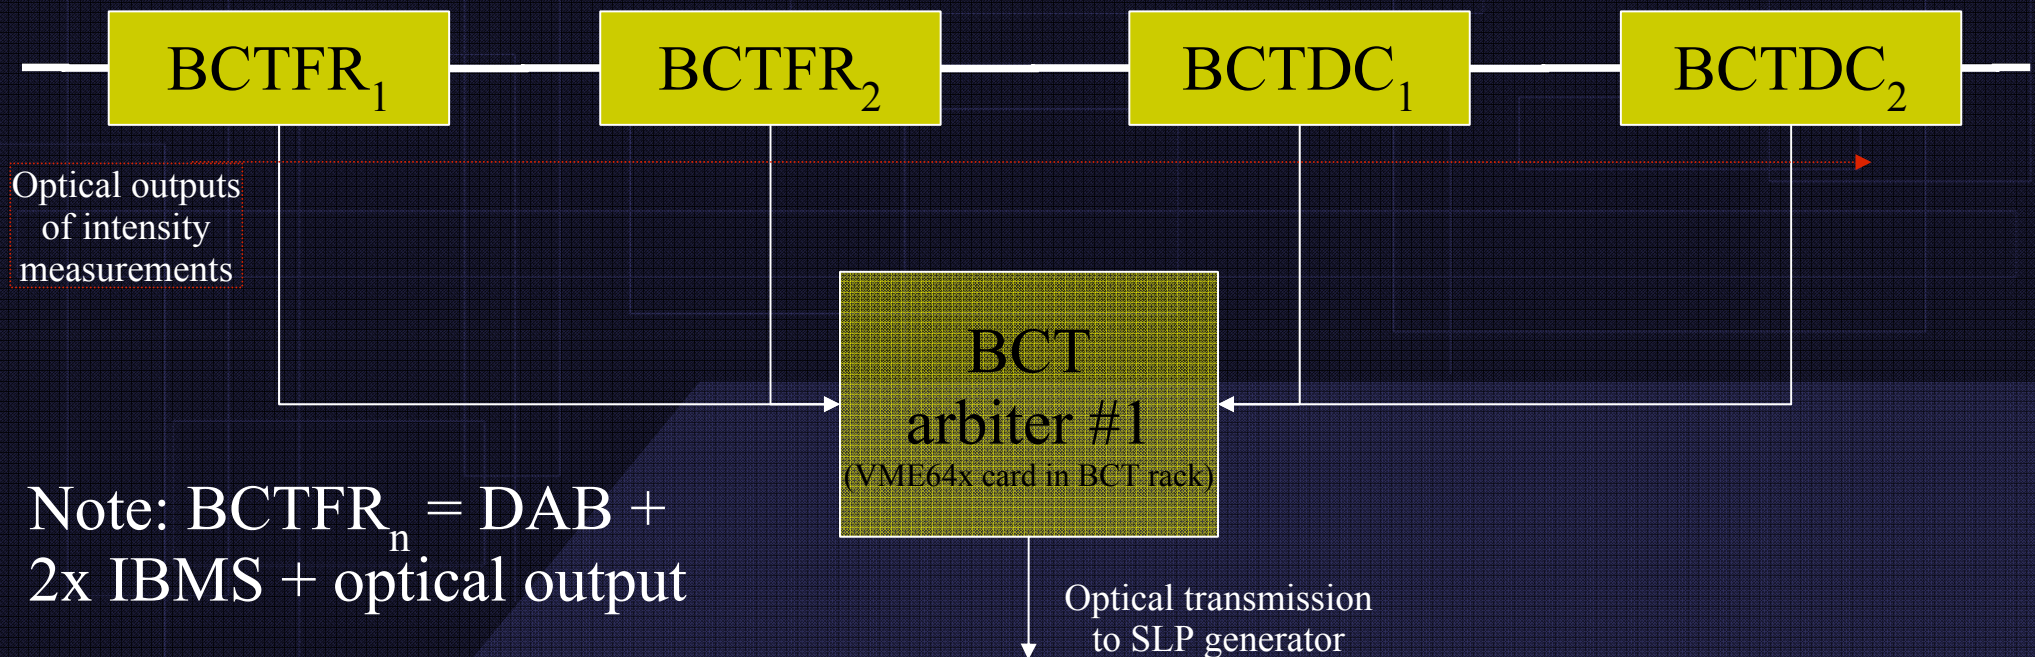 BCTFR1
BCTFR2
BCTDC1
BCTDC2
Optical outputs
of intensity
measurements
BCT
arbiter #1
(VME64x card in BCT rack)
Note: BCTFRn = DAB +
2x IBMS + optical output
Optical transmission
to SLP generator